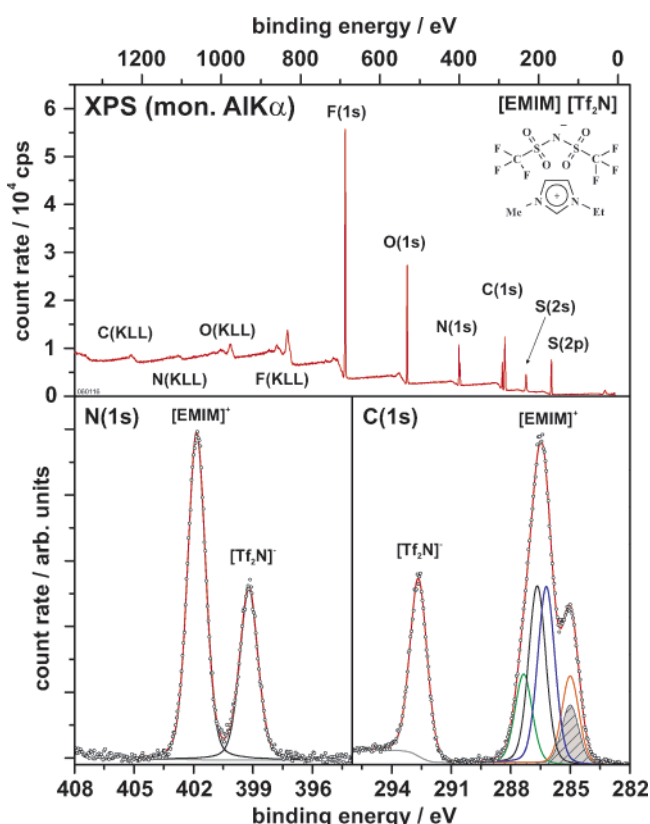 binding energy / eV
1200 1000 800 600 400 200 0
XPS (mon. AlKα)
[EMIM] [Tf₂N]
count rate / 10⁴ cps
6
5
4
3
2
1
0
F(1s)
O(1s)
N(1s)
C(1s)
S(2s)
S(2p)
C(KLL)
O(KLL)
N(KLL)
F(KLL)
O − O
F S N S F
F C O O C F
F F
Me N + N Et
060116
N(1s)
[EMIM]⁺
[Tf₂N]⁻
C(1s)
[EMIM]⁺
[Tf₂N]⁻
count rate / arb. units
408 402 399 396 294 291 288 285 282
binding energy / eV